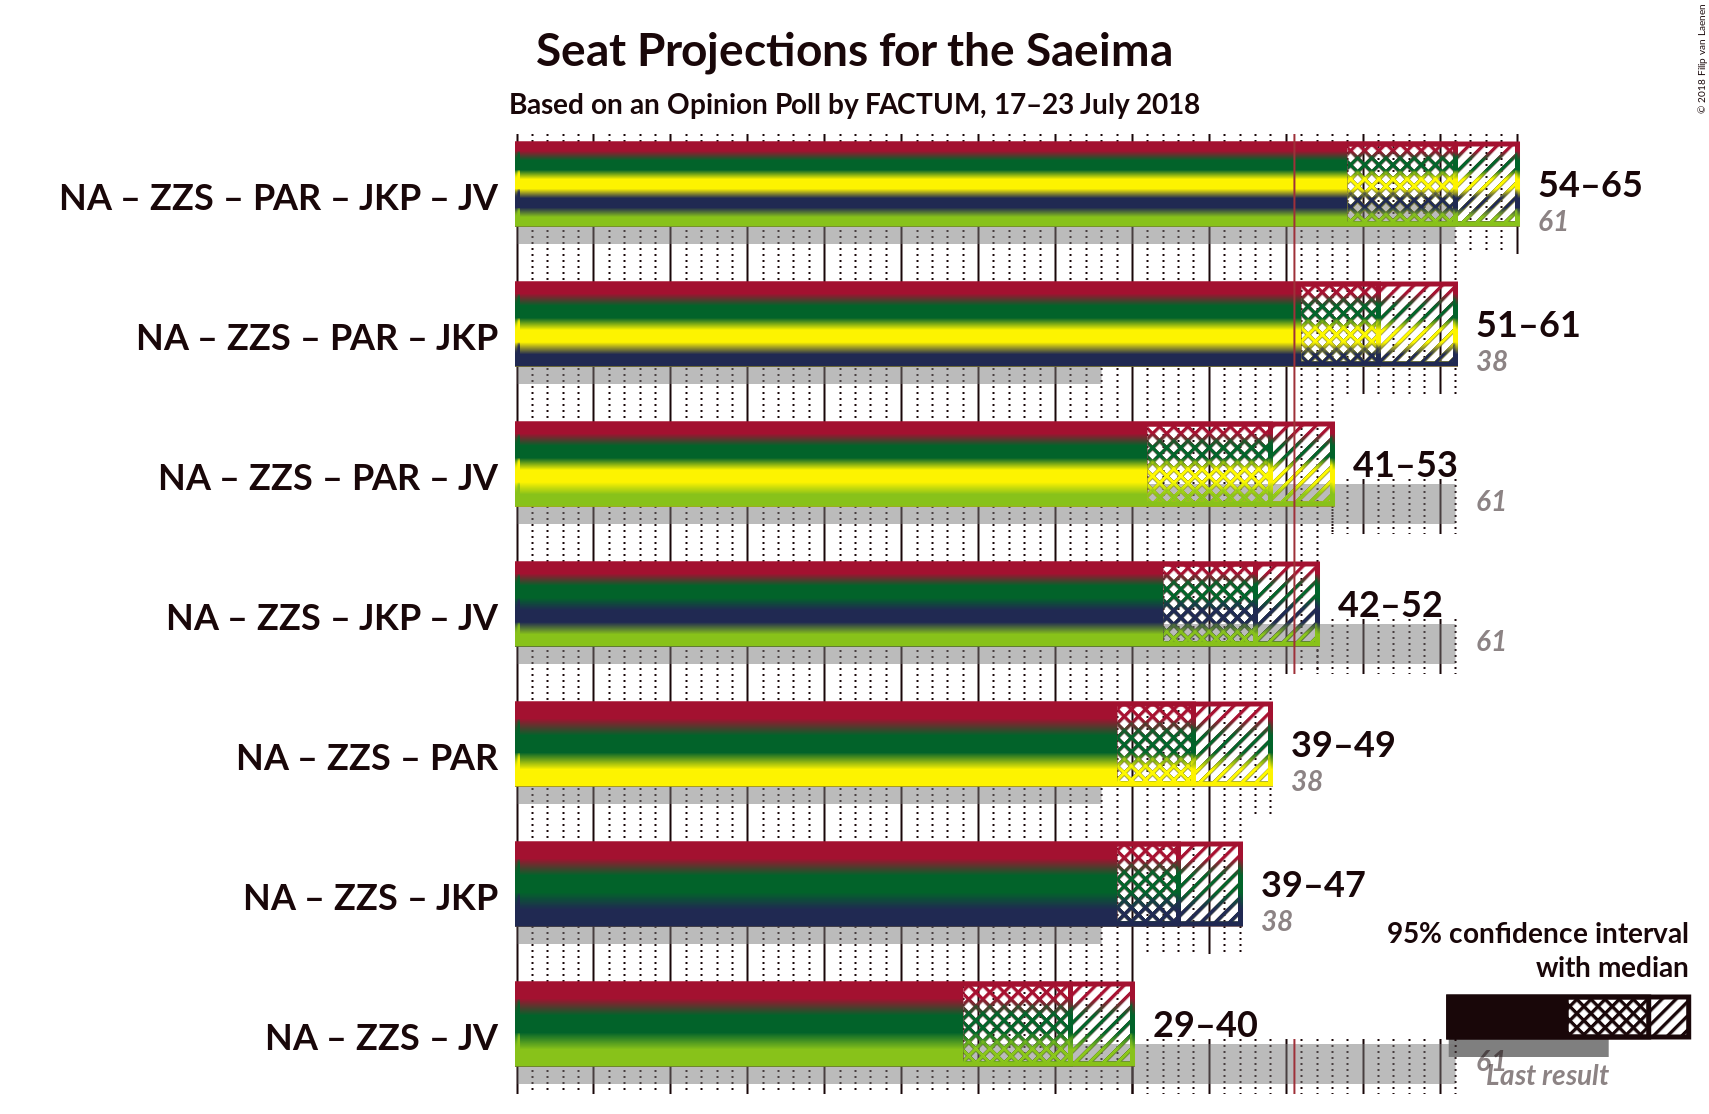 © 2018 Filip van Laenen
Seat Projections for the Saeima
Based on an Opinion Poll by FACTUM, 17–23 July 2018
NA – ZZS – PAR – JKP – JV
54–65
61
NA – ZZS – PAR – JKP
51–61
38
NA – ZZS – PAR – JV
41–53
61
NA – ZZS – JKP – JV
42–52
61
NA – ZZS – PAR
39–49
38
NA – ZZS – JKP
39–47
38
NA – ZZS – JV
29–40
61
95% confidence interval
with median
Last result